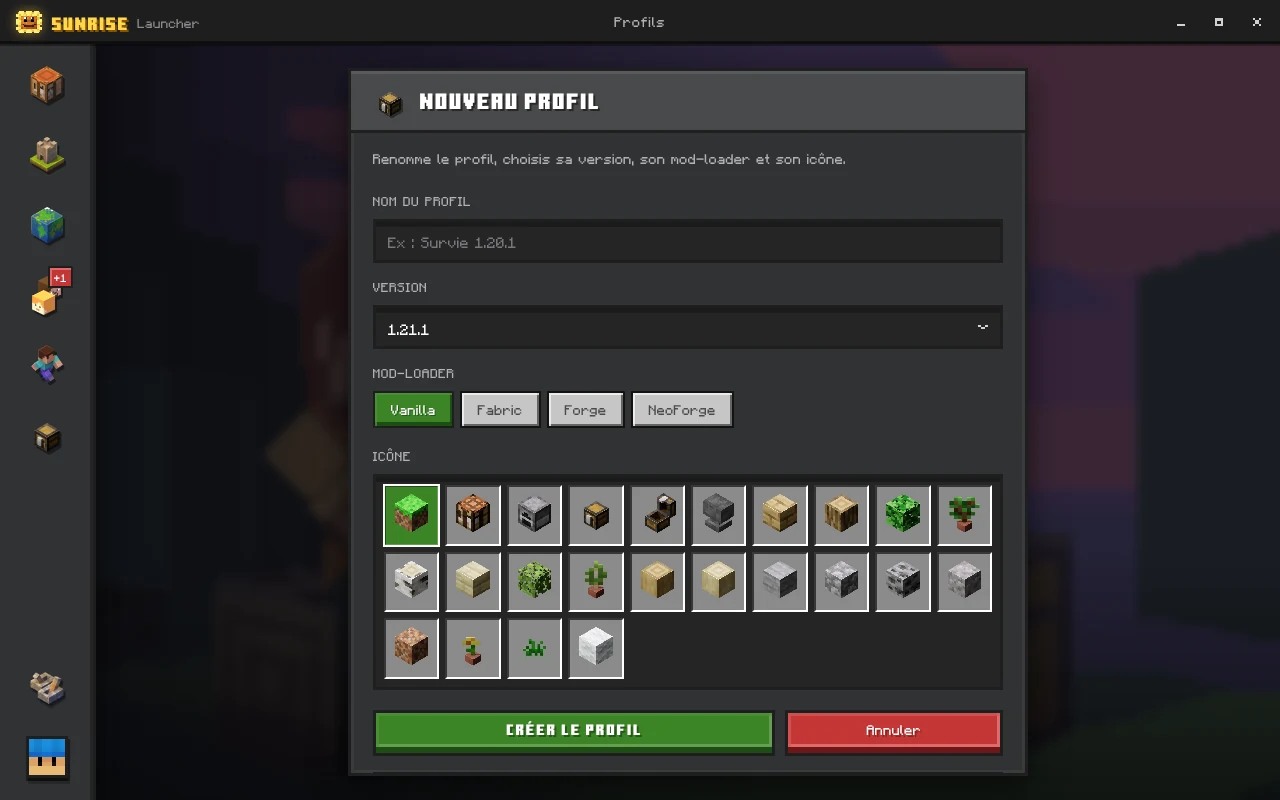 SUNRISE Launcher
Profils
NOUVEAU PROFIL
Renomme le profil, choisis sa version, son mod-loader et son icône.
NOM DU PROFIL
Ex : Survie 1.20.1
VERSION
1.21.1
MOD-LOADER
Vanilla Fabric Forge NeoForge
ICÔNE
+1
CRÉER LE PROFIL
Annuler